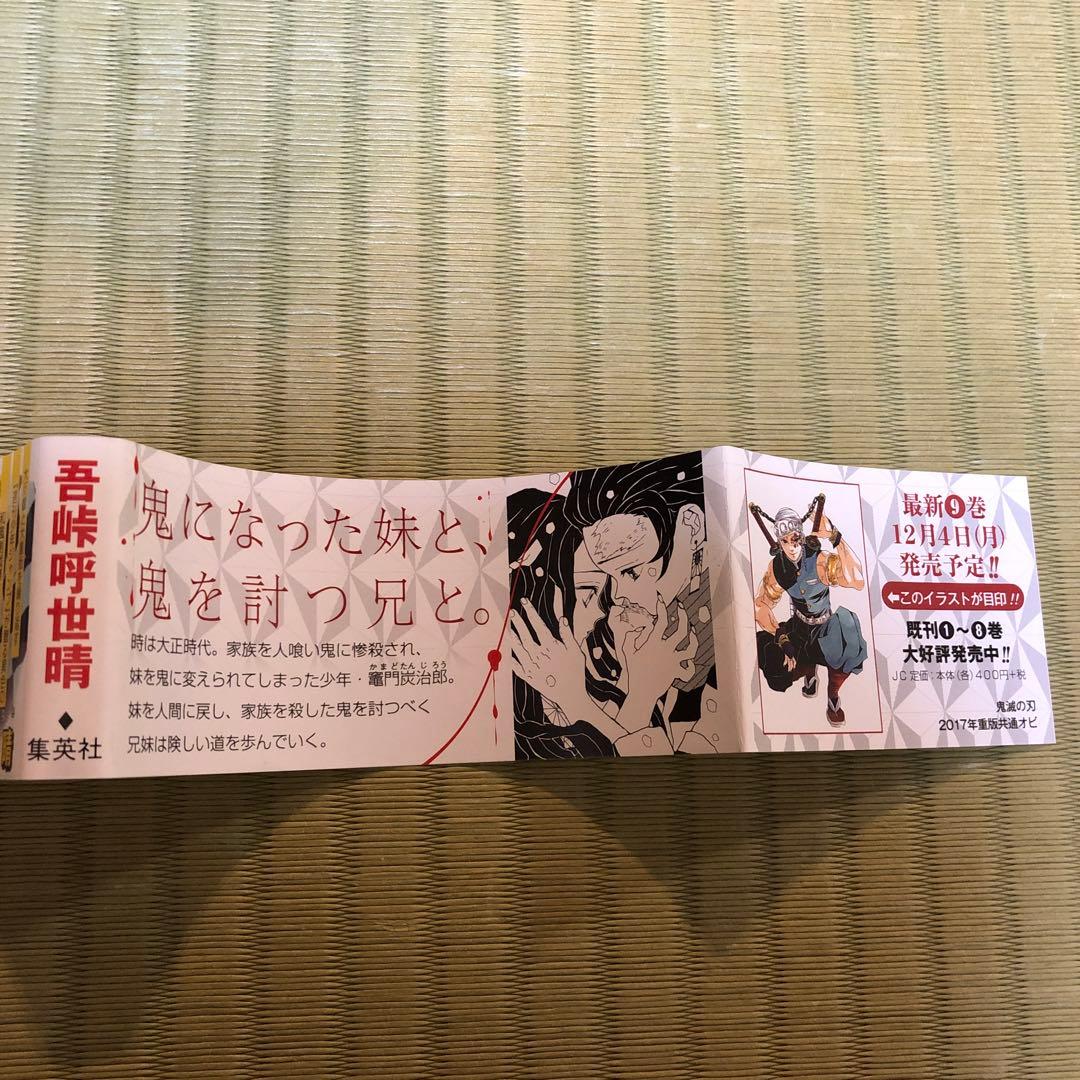 吾峠呼世晴
◆
集英社
鬼になった妹と、
鬼を討つ兄と。
時は大正時代。家族を人喰い鬼に惨殺され、
妹を鬼に変えられてしまった少年・竈門炭治郎。
かまどたんじろう
妹を人間に戻し、家族を殺した鬼を討つべく
兄妹は険しい道を歩んでいく。
最新❾巻
12月4日(月)
発売予定!!
←このイラストが目印!!
既刊❶〜❽巻
大好評発売中!!
JC 定価:本体(各)400円+税
鬼滅の刃
2017年重版共通オビ